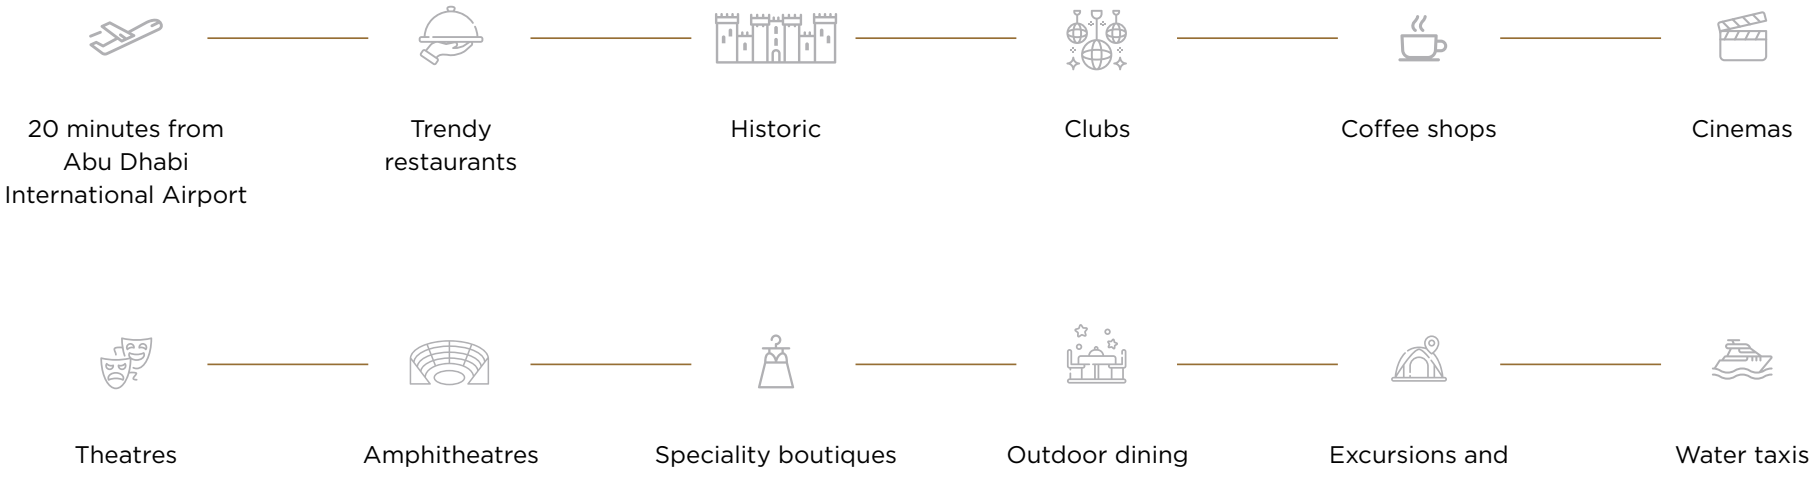 20 minutes from
Abu Dhabi
International Airport
Trendy
restaurants
Historic
Clubs
Coffee shops
Cinemas
Theatres
Amphitheatres
Speciality boutiques
Outdoor dining
Excursions and
Water taxis